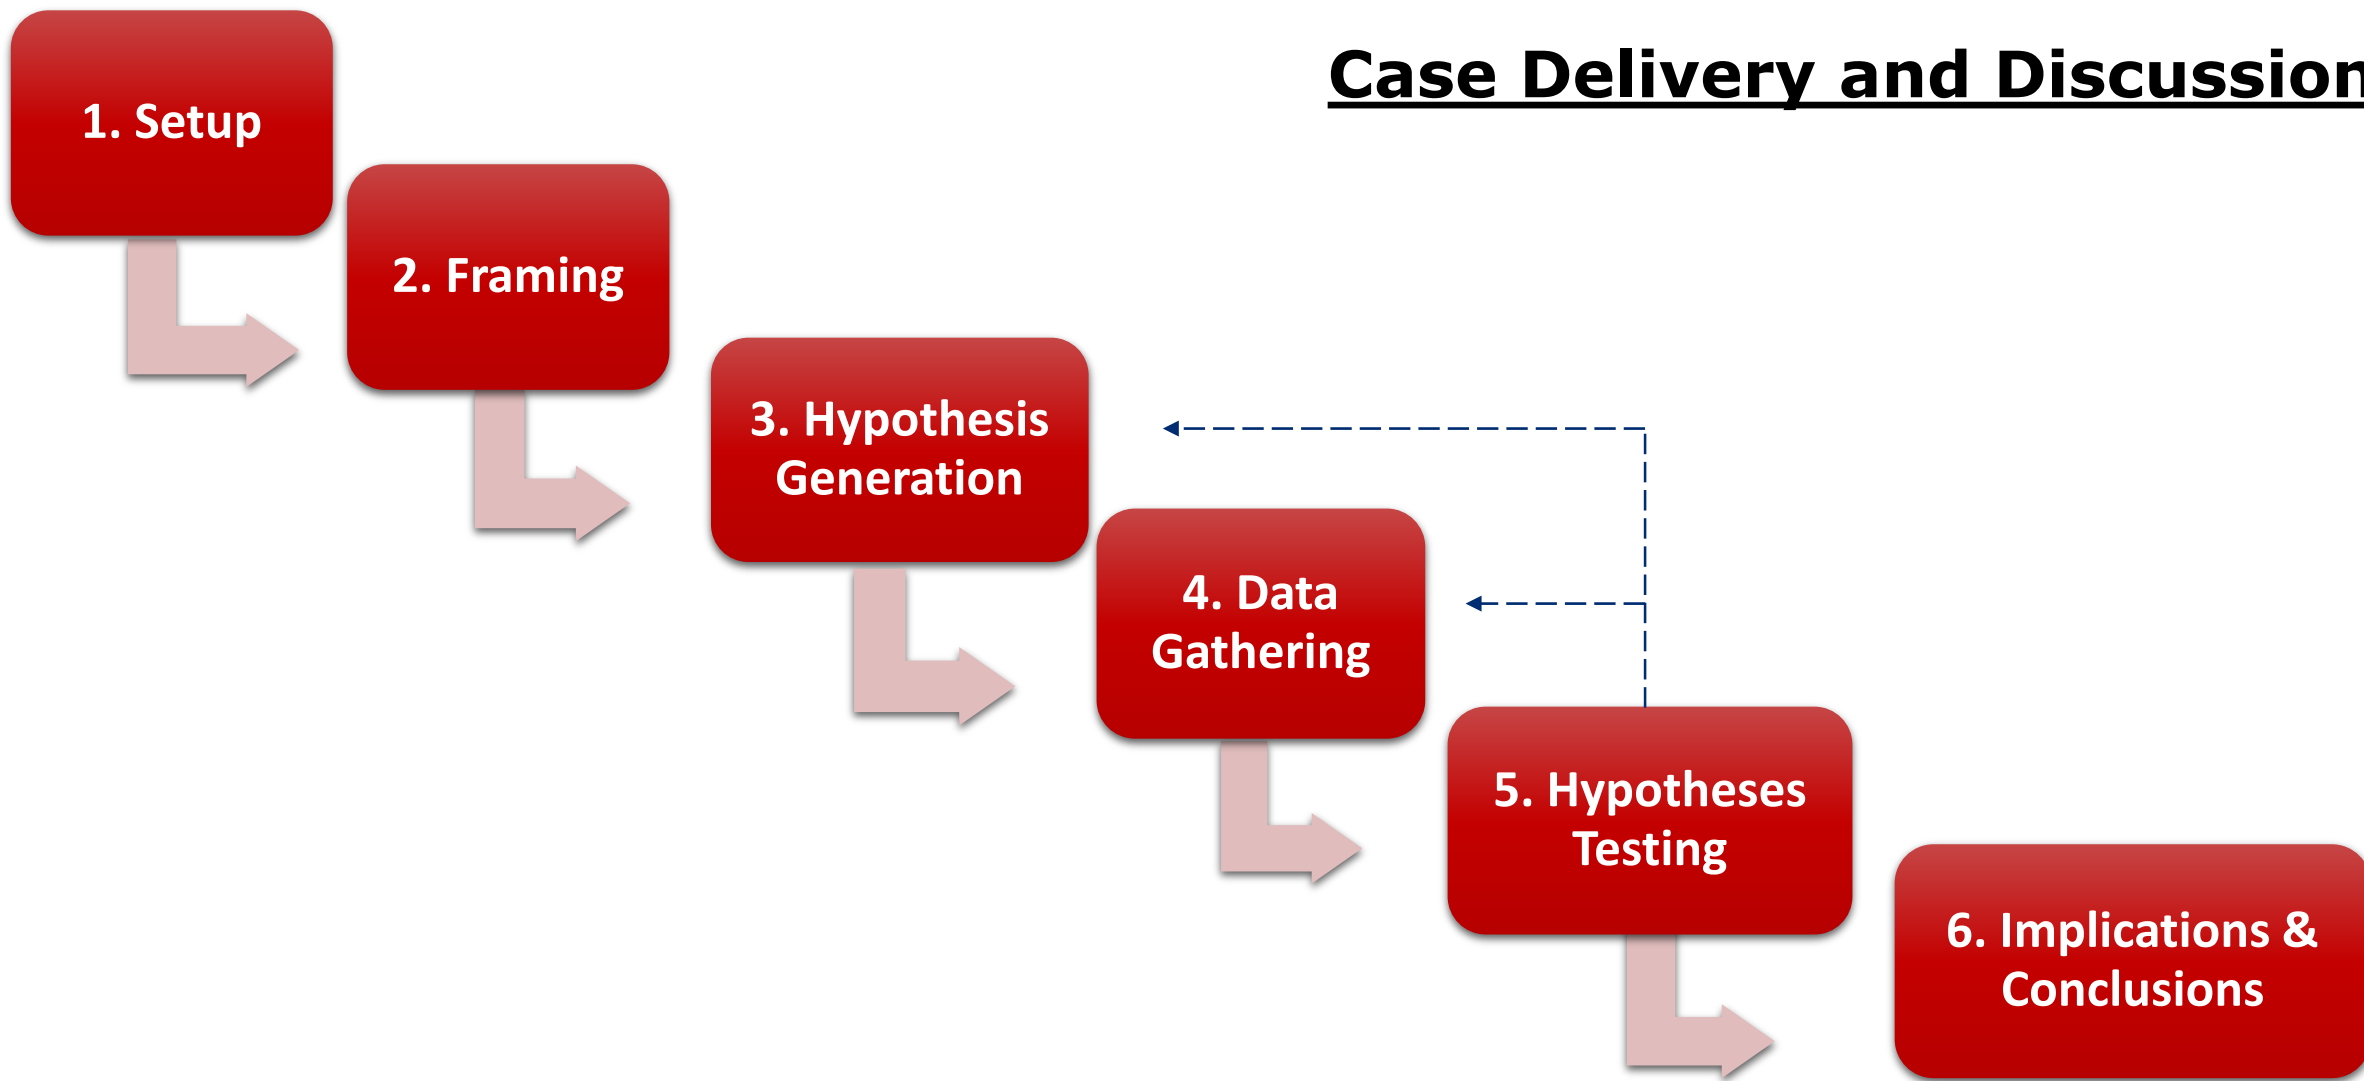 Case Delivery and Discussion
1. Setup
2. Framing
3. Hypothesis
Generation
4. Data
Gathering
5. Hypotheses
Testing
6. Implications &
Conclusions